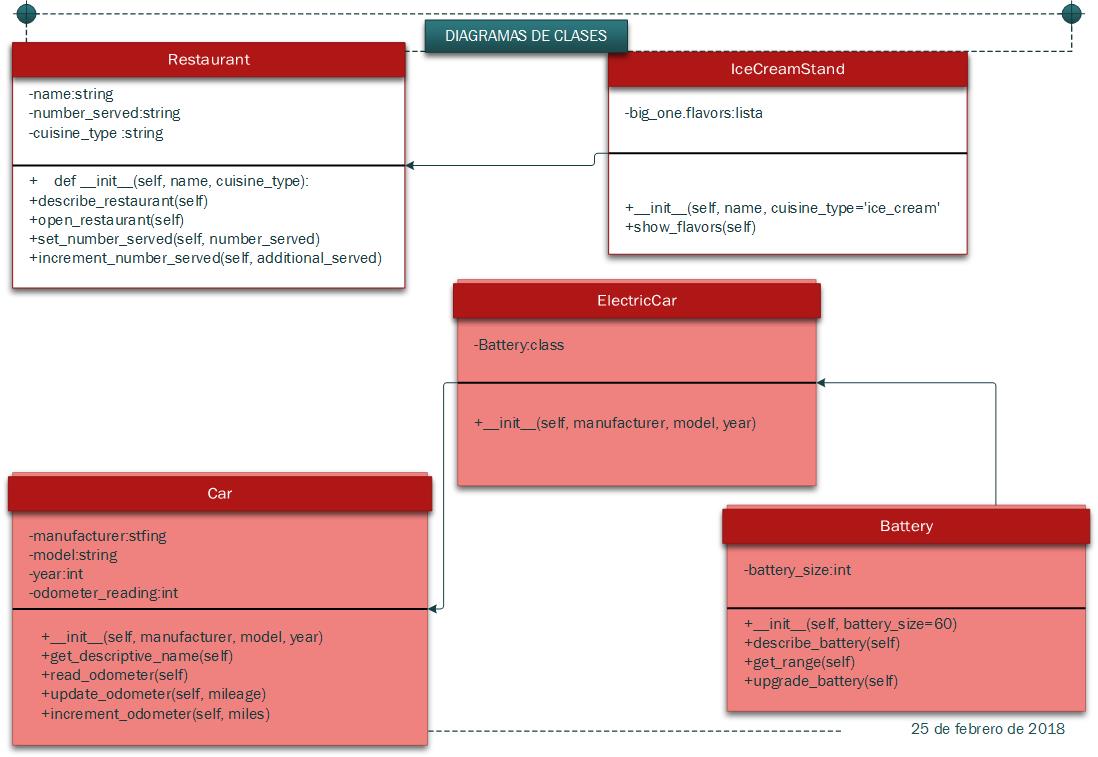 DIAGRAMAS DE CLASES
Restaurant
-name:string
-number_served:string
-cuisine_type :string
+    def __init__(self, name, cuisine_type):
+describe_restaurant(self)
+open_restaurant(self)
+set_number_served(self, number_served)
+increment_number_served(self, additional_served)
IceCreamStand
-big_one.flavors:lista
+__init__(self, name, cuisine_type='ice_cream'
+show_flavors(self)
ElectricCar
-Battery:class
+__init__(self, manufacturer, model, year)
Car
-manufacturer:stfing
-model:string
-year:int
-odometer_reading:int
+__init__(self, manufacturer, model, year)
+get_descriptive_name(self)
+read_odometer(self)
+update_odometer(self, mileage)
+increment_odometer(self, miles)
Battery
-battery_size:int
+__init__(self, battery_size=60)
+describe_battery(self)
+get_range(self)
+upgrade_battery(self)
25 de febrero de 2018